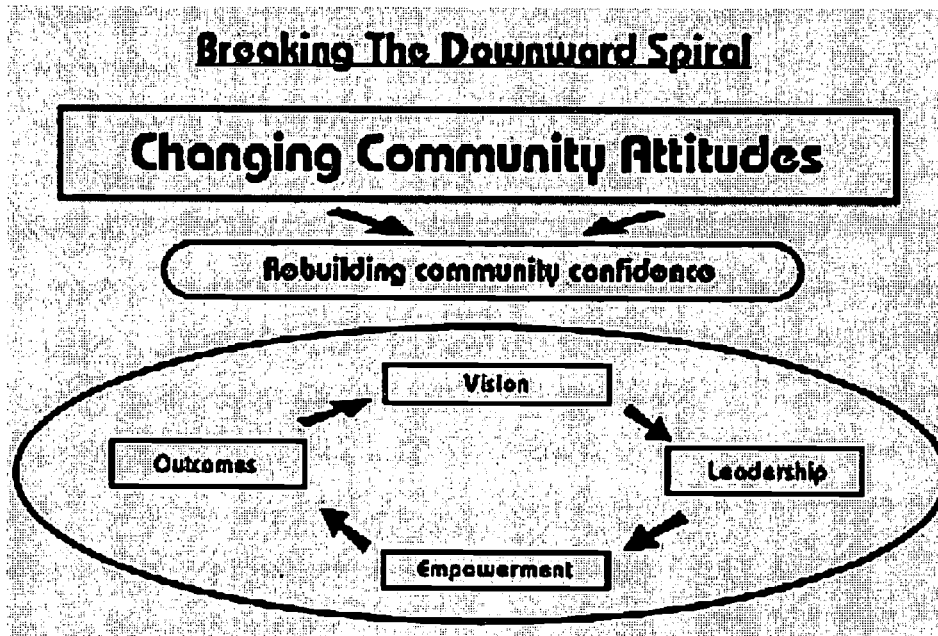 Breaking The Downward Spiral
Changing Community Attitudes
Rebuilding community confidence
Vision
Outcomes
Leadership
Empowerment